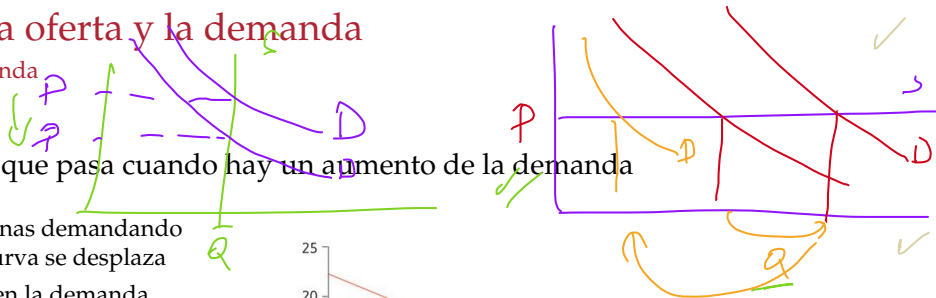 a oferta y la demanda
nda
S
P
P
D
D
que pasa cuando hay un aumento de la demanda
Q
nas demandando
urva se desplaza
en la demanda
25
20
P
S
D
D
Q